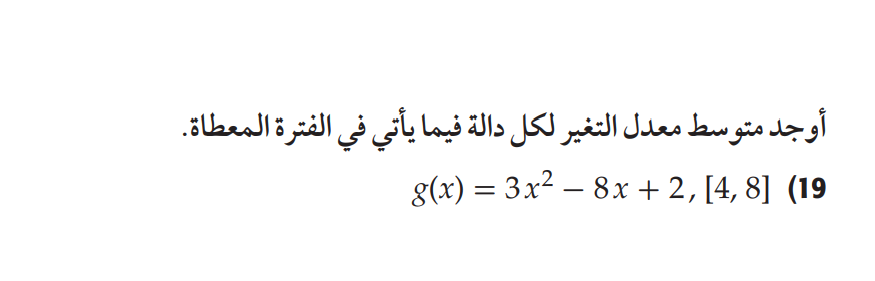 أوجد متوسط معدل التغير لكل دالة فيما يأتي في الفترة المعطاة.
(19 g(x) = 3x² − 8x + 2, [4, 8]